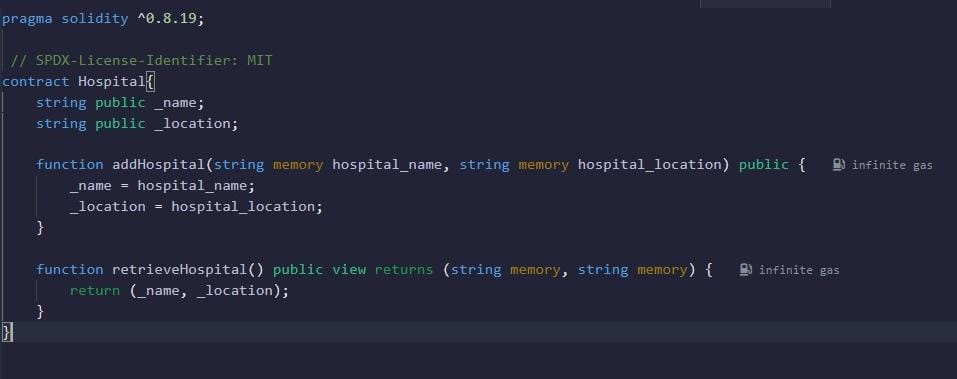 pragma solidity ^0.8.19;
// SPDX-License-Identifier: MIT
contract Hospital{
    string public _name;
    string public _location;
    function addHospital(string memory hospital_name, string memory hospital_location) public {    infinite gas
        _name = hospital_name;
        _location = hospital_location;
    }
    function retrieveHospital() public view returns (string memory, string memory) {    infinite gas
        return (_name, _location);
    }
}